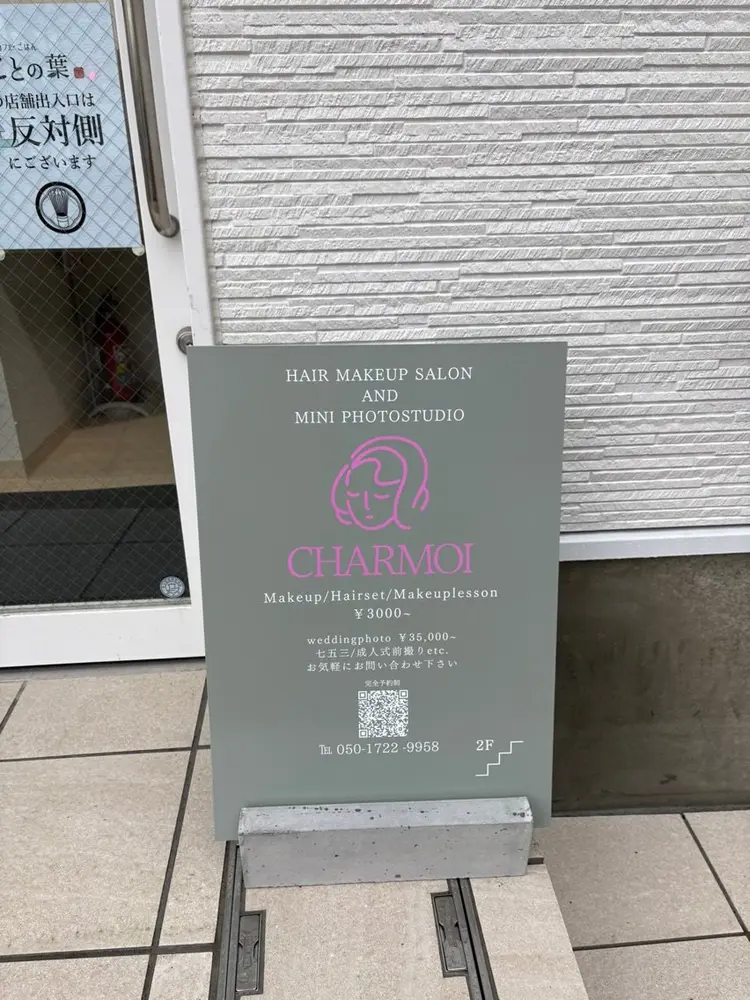 ことの葉
の店舗出入口は
反対側
にございます
HAIR MAKEUP SALON
AND
MINI PHOTOSTUDIO
CHARMOI
Makeup/Hairset/Makeuplesson
￥3000~
weddingphoto ￥35,000~
七五三/成人式前撮りetc.
お気軽にお問い合わせ下さい
完全予約制
℡ 050-1722-9958
2F